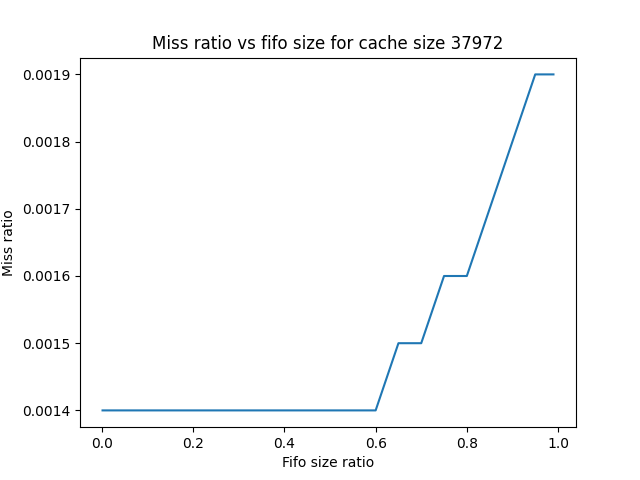 Miss ratio vs fifo size for cache size 37972
0.0019
0.0018
0.0017
0.0016
0.0015
0.0014
Miss ratio
0.0 0.2 0.4 0.6 0.8 1.0
Fifo size ratio